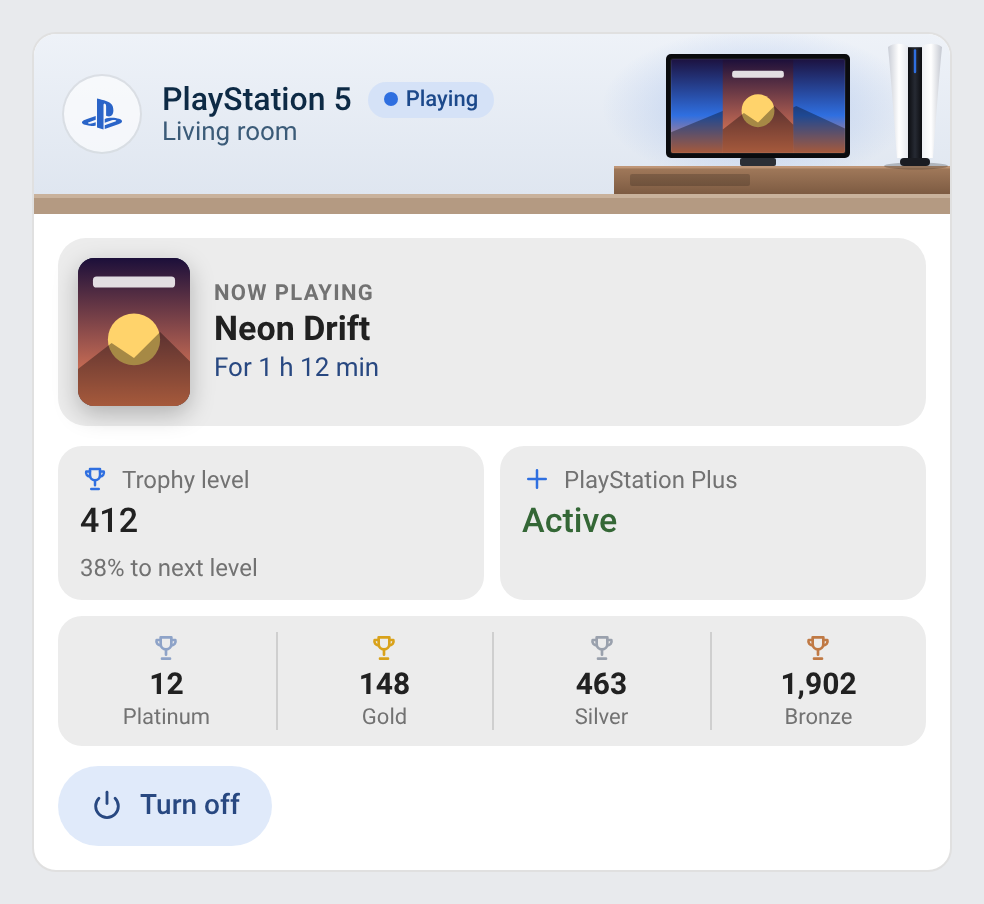 PlayStation 5
Playing
Living room
NOW PLAYING
Neon Drift
For 1 h 12 min
Trophy level
412
38% to next level
PlayStation Plus
Active
12
Platinum
148
Gold
463
Silver
1,902
Bronze
Turn off